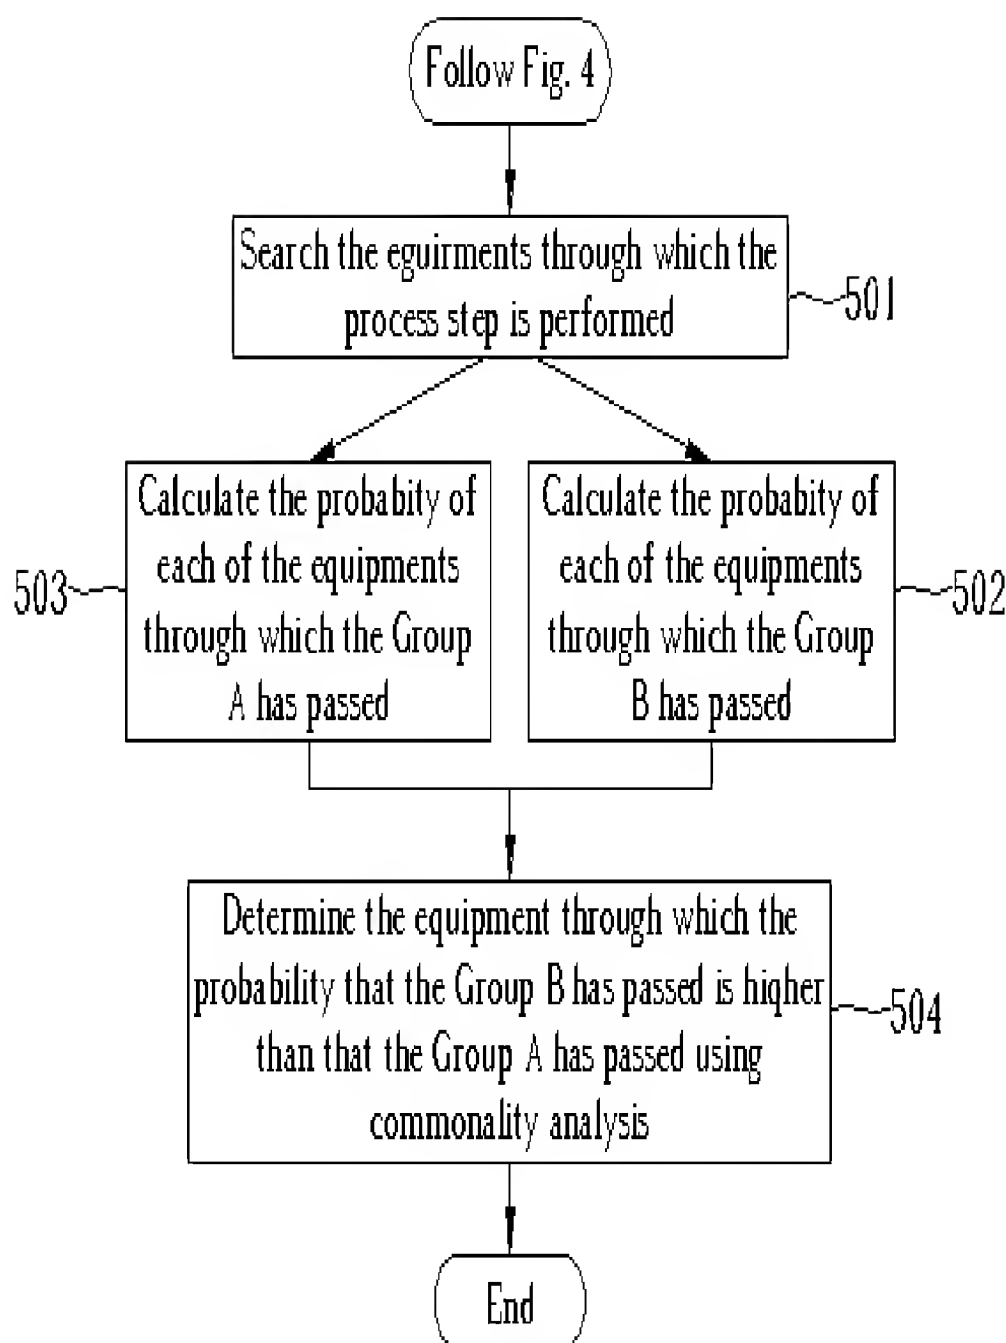 Follow Fig. 4
Search the eguirments through which the
process step is performed
501
Calculate the probabity of
each of the equipments
through which the Group
A has passed
503
Calculate the probabity of
each of the equipments
through which the Group
B has passed
502
Determine the equipment through which the
probability that the Group B has passed is higher
than that the Group A has passed using
commonality analysis
504
End